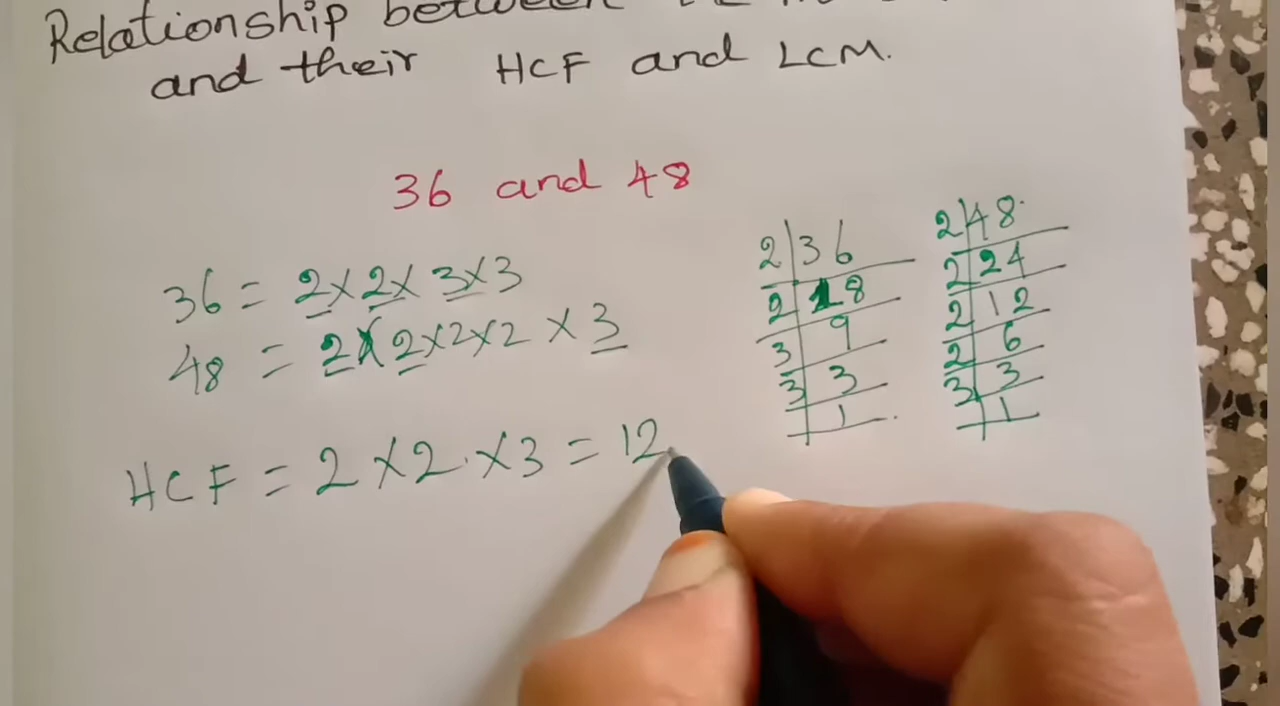 Relationship between
and their HCF and LCM.
36 and 48
36 = 2 × 2 × 3 × 3
48 = 2 × 2 × 2 × 2 × 3
HCF = 2 × 2 × 3 = 12
2 | 36
2 | 18
3 | 9
3 | 3
| 1
2 | 48
2 | 24
2 | 12
2 | 6
3 | 3
| 1